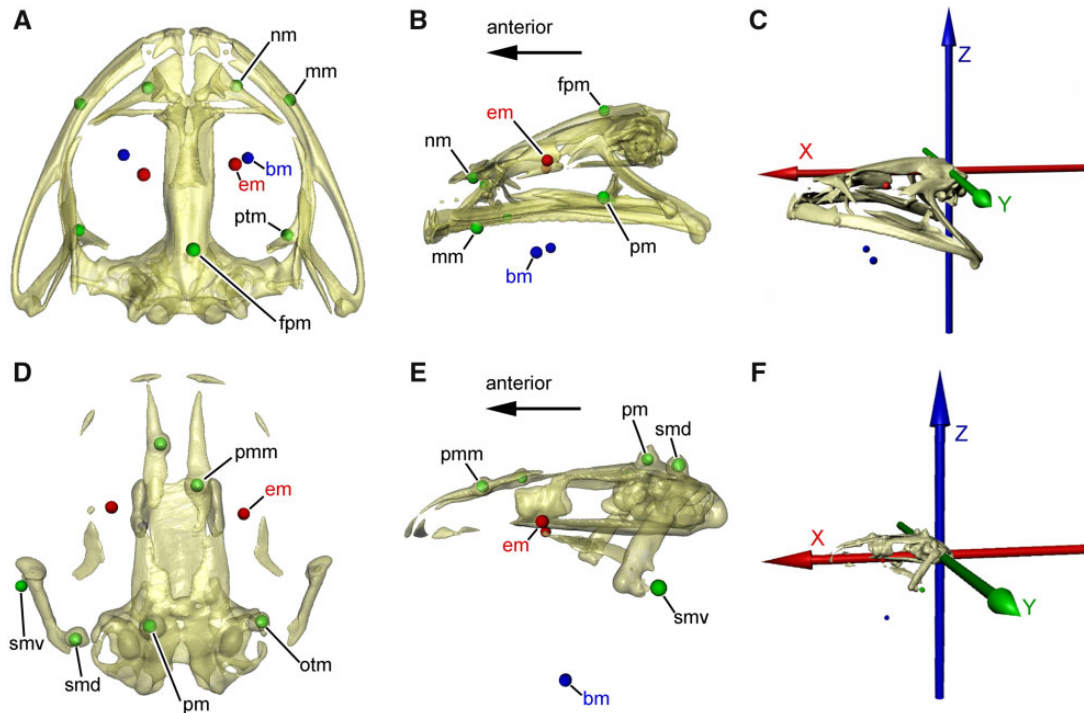 A
nm
mm
em
bm
ptm
fpm
B
anterior
fpm
em
nm
mm
pm
bm
C
Z
X
Y
D
pmm
em
smv
smd
pm
otm
E
anterior
pm
smd
pmm
em
smv
bm
F
Z
X
Y